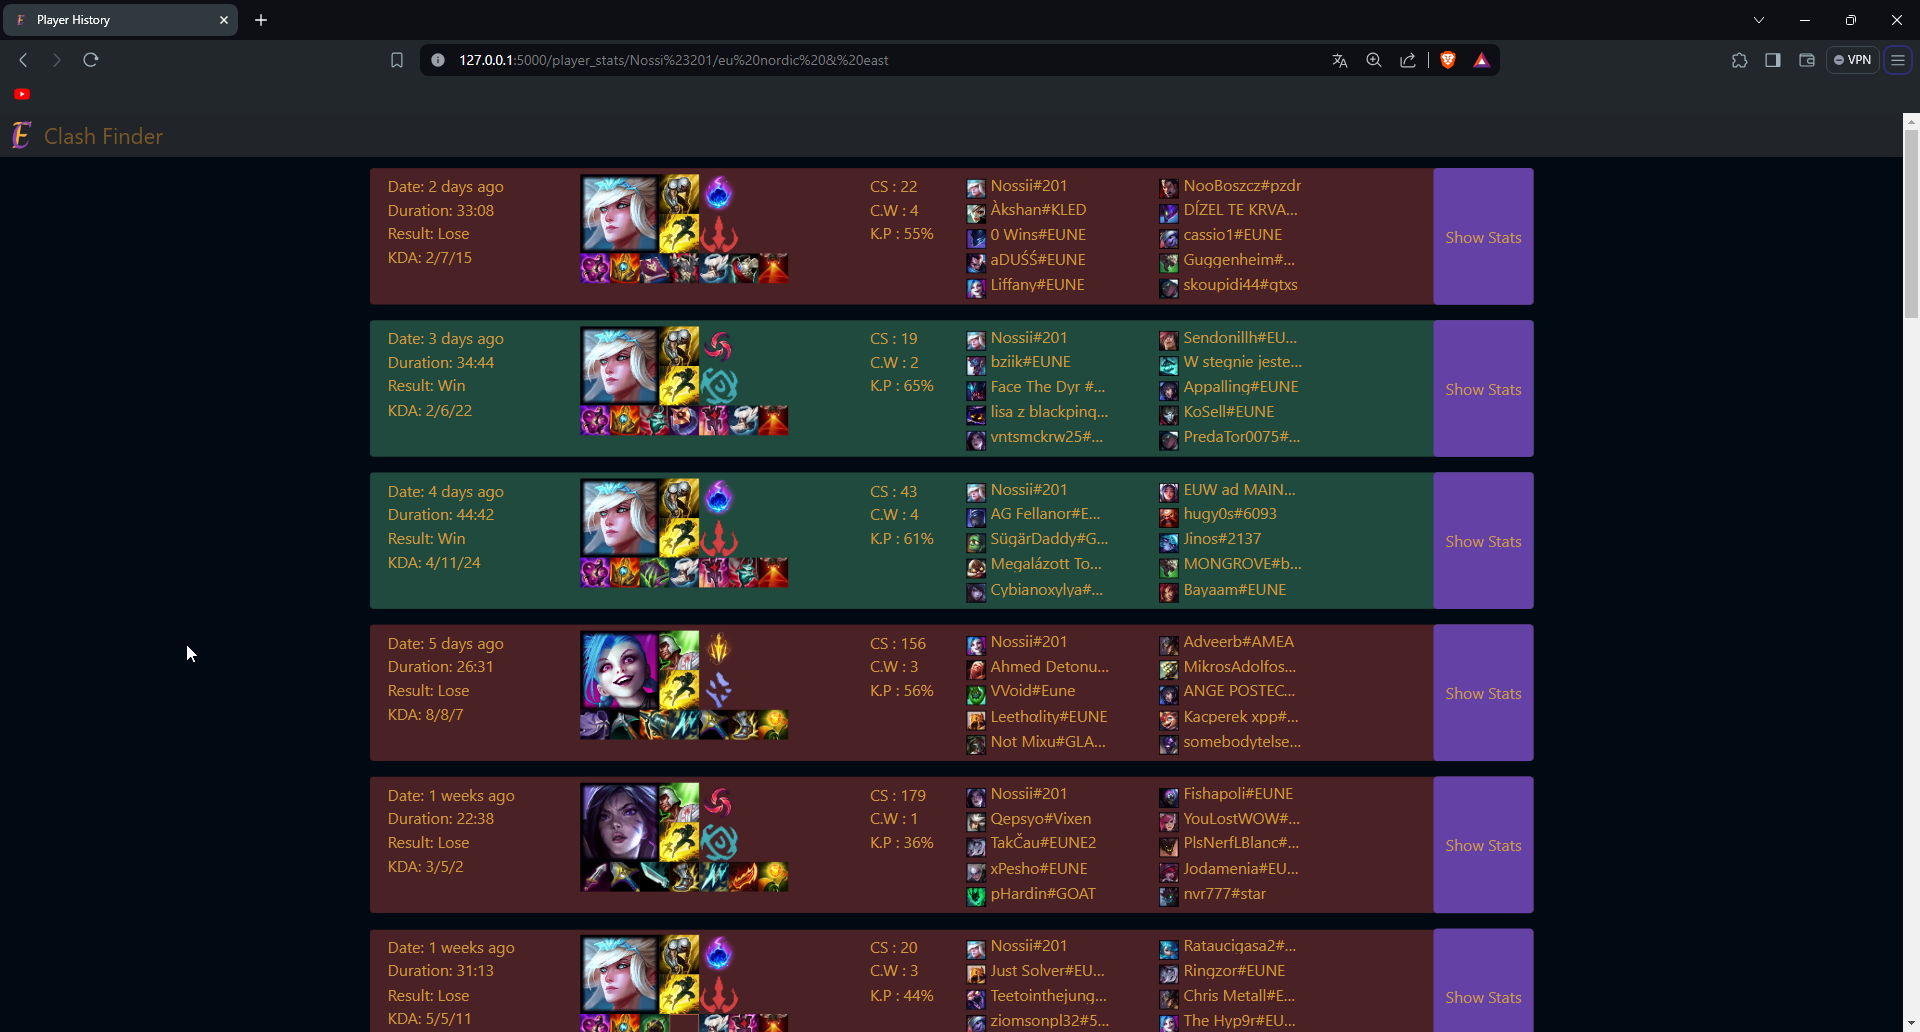 Player History
127.0.0.1:5000/player_stats/Nossi%23201/eu%20nordic%20&%20east
VPN
Clash Finder
Date: 2 days ago
Duration: 33:08
Result: Lose
KDA: 2/7/15
CS : 22
C.W : 4
K.P : 55%
Nossii#201
Àkshan#KLED
0 Wins#EUNE
aDUŚŚ#EUNE
Liffany#EUNE
NooBoszcz#pzdr
DÍZEL TE KRVA...
cassio1#EUNE
Guggenheim#...
skoupidi44#gtxs
Show Stats
Date: 3 days ago
Duration: 34:44
Result: Win
KDA: 2/6/22
CS : 19
C.W : 2
K.P : 65%
Nossii#201
bziik#EUNE
Face The Dyr #...
lisa z blackpinq...
vntsmckrw25#...
Sendonillh#EU...
W stegnie jeste...
Appalling#EUNE
KoSell#EUNE
PredaTor0075#...
Show Stats
Date: 4 days ago
Duration: 44:42
Result: Win
KDA: 4/11/24
CS : 43
C.W : 4
K.P : 61%
Nossii#201
AG Fellanor#E...
SügärDaddy#G...
Megalázott To...
Cybianoxylya#...
EUW ad MAIN...
hugy0s#6093
Jinos#2137
MONGROVE#b...
Bayaam#EUNE
Show Stats
Date: 5 days ago
Duration: 26:31
Result: Lose
KDA: 8/8/7
CS : 156
C.W : 3
K.P : 56%
Nossii#201
Ahmed Detonu...
VVoid#Eune
Leethαlity#EUNE
Not Mixu#GLA...
Adveerb#AMEA
MikrosAdolfos...
ANGE POSTEC...
Kacperek xpp#...
somebodytelse...
Show Stats
Date: 1 weeks ago
Duration: 22:38
Result: Lose
KDA: 3/5/2
CS : 179
C.W : 1
K.P : 36%
Nossii#201
Qepsyo#Vixen
TakČau#EUNE2
xPesho#EUNE
pHardin#GOAT
Fishapoli#EUNE
YouLostWOW#...
PlsNerfLBlanc#...
Jodamenia#EU...
nvr777#star
Show Stats
Date: 1 weeks ago
Duration: 31:13
Result: Lose
KDA: 5/5/11
CS : 20
C.W : 3
K.P : 44%
Nossii#201
Just Solver#EU...
Teetointhejung...
ziomsonpl32#5...
Rataucigasa2#...
Ringzor#EUNE
Chris Metall#E...
The Hyp9r#EU...
Show Stats